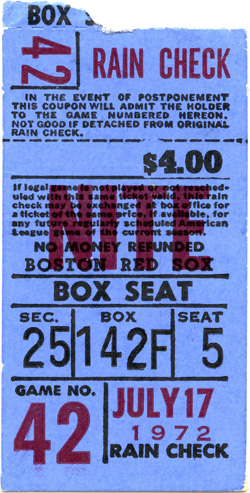 BOX S
42
RAIN CHECK
IN THE EVENT OF POSTPONEMENT
THIS COUPON WILL ADMIT THE HOLDER
TO THE GAME NUMBERED HEREON.
NOT GOOD IF DETACHED FROM ORIGINAL
RAIN CHECK.
$4.00
If legal game is not played or not resched-
uled with this same ticket valid, this rain
check may be exchanged at box office for
a ticket of the same price, if available, for
any future regularly scheduled American
League game of the current season.
NITE
NO MONEY REFUNDED
BOSTON RED SOX
BOX SEAT
SEC. BOX SEAT
25 142F 5
GAME NO.
42
JULY 17
1972
RAIN CHECK